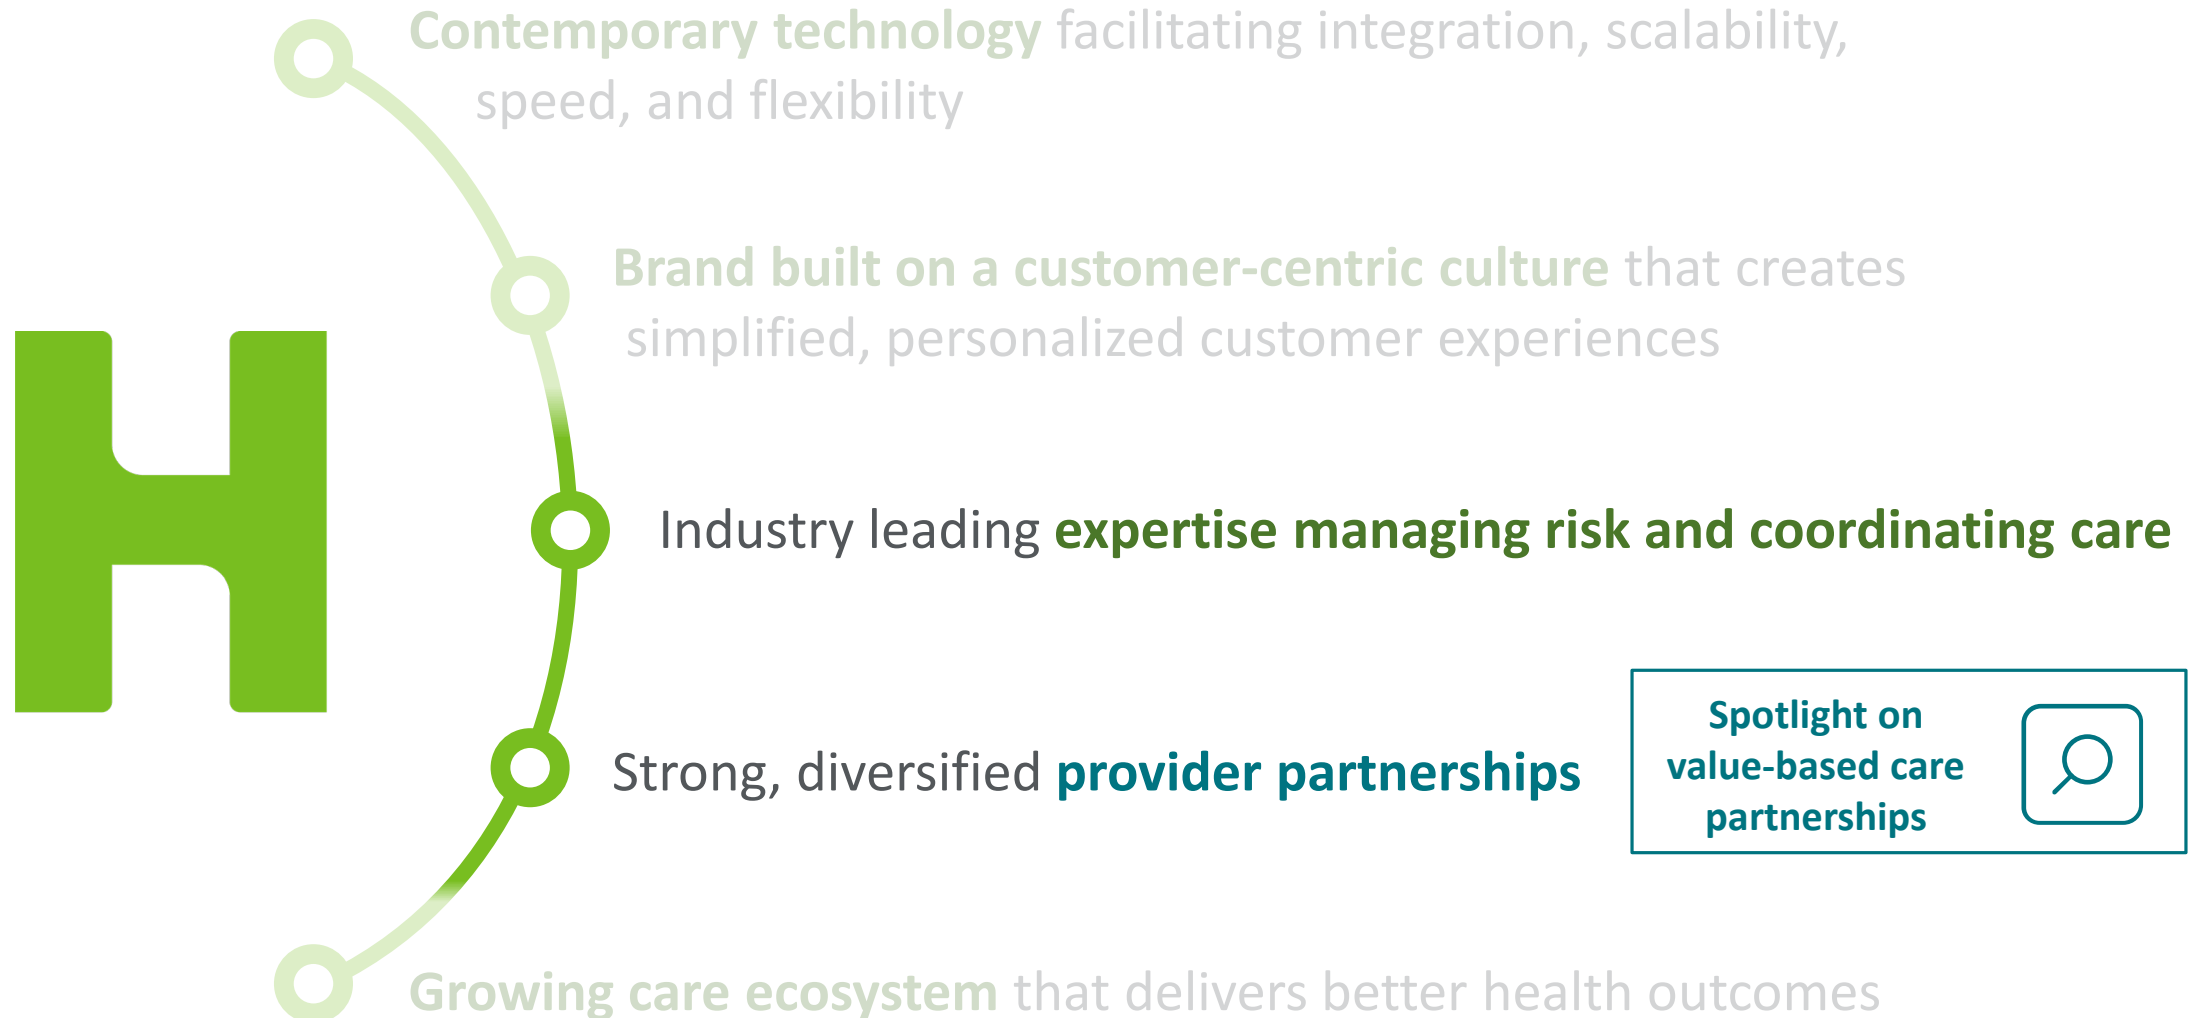 Contemporary technology facilitating integration, scalability,
speed, and flexibility
Brand built on a customer-centric culture that creates
simplified, personalized customer experiences
H
Industry leading expertise managing risk and coordinating care
Strong, diversified provider partnerships
Spotlight on
value-based care
partnerships
Growing care ecosystem that delivers better health outcomes